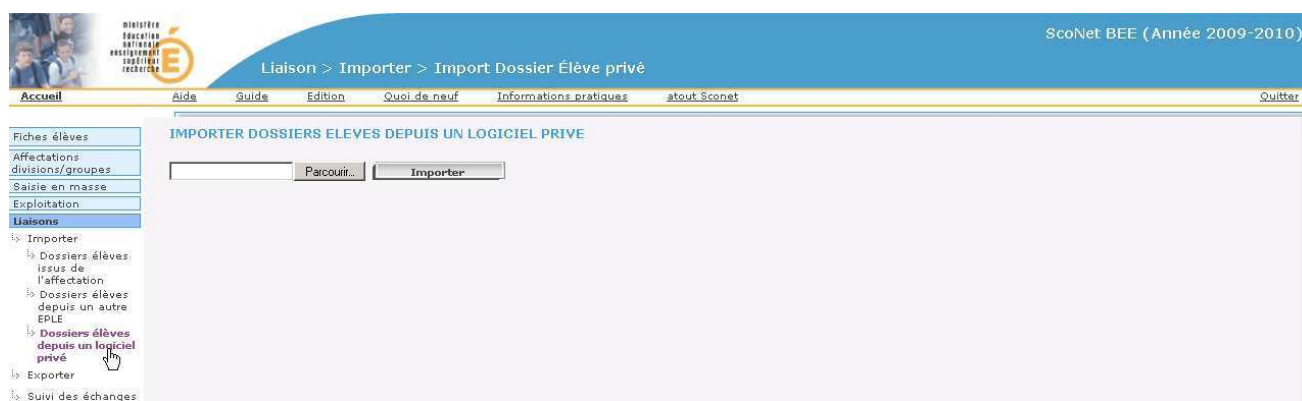 ministère
éducation
nationale
enseignement
supérieur
recherche
ScoNet BEE (Année 2009-2010)
Liaison > Importer > Import Dossier Élève privé
Accueil Aide Guide Edition Quoi de neuf Informations pratiques atout Sconet Quitter
Fiches élèves
Affectations
divisions/groupes
Saisie en masse
Exploitation
Liaisons
Importer
Dossiers élèves
issus de
l'affectation
Dossiers élèves
depuis un autre
EPLE
Dossiers élèves
depuis un logiciel
privé
Exporter
Suivi des échanges
IMPORTER DOSSIERS ELEVES DEPUIS UN LOGICIEL PRIVE
Parcourir... Importer